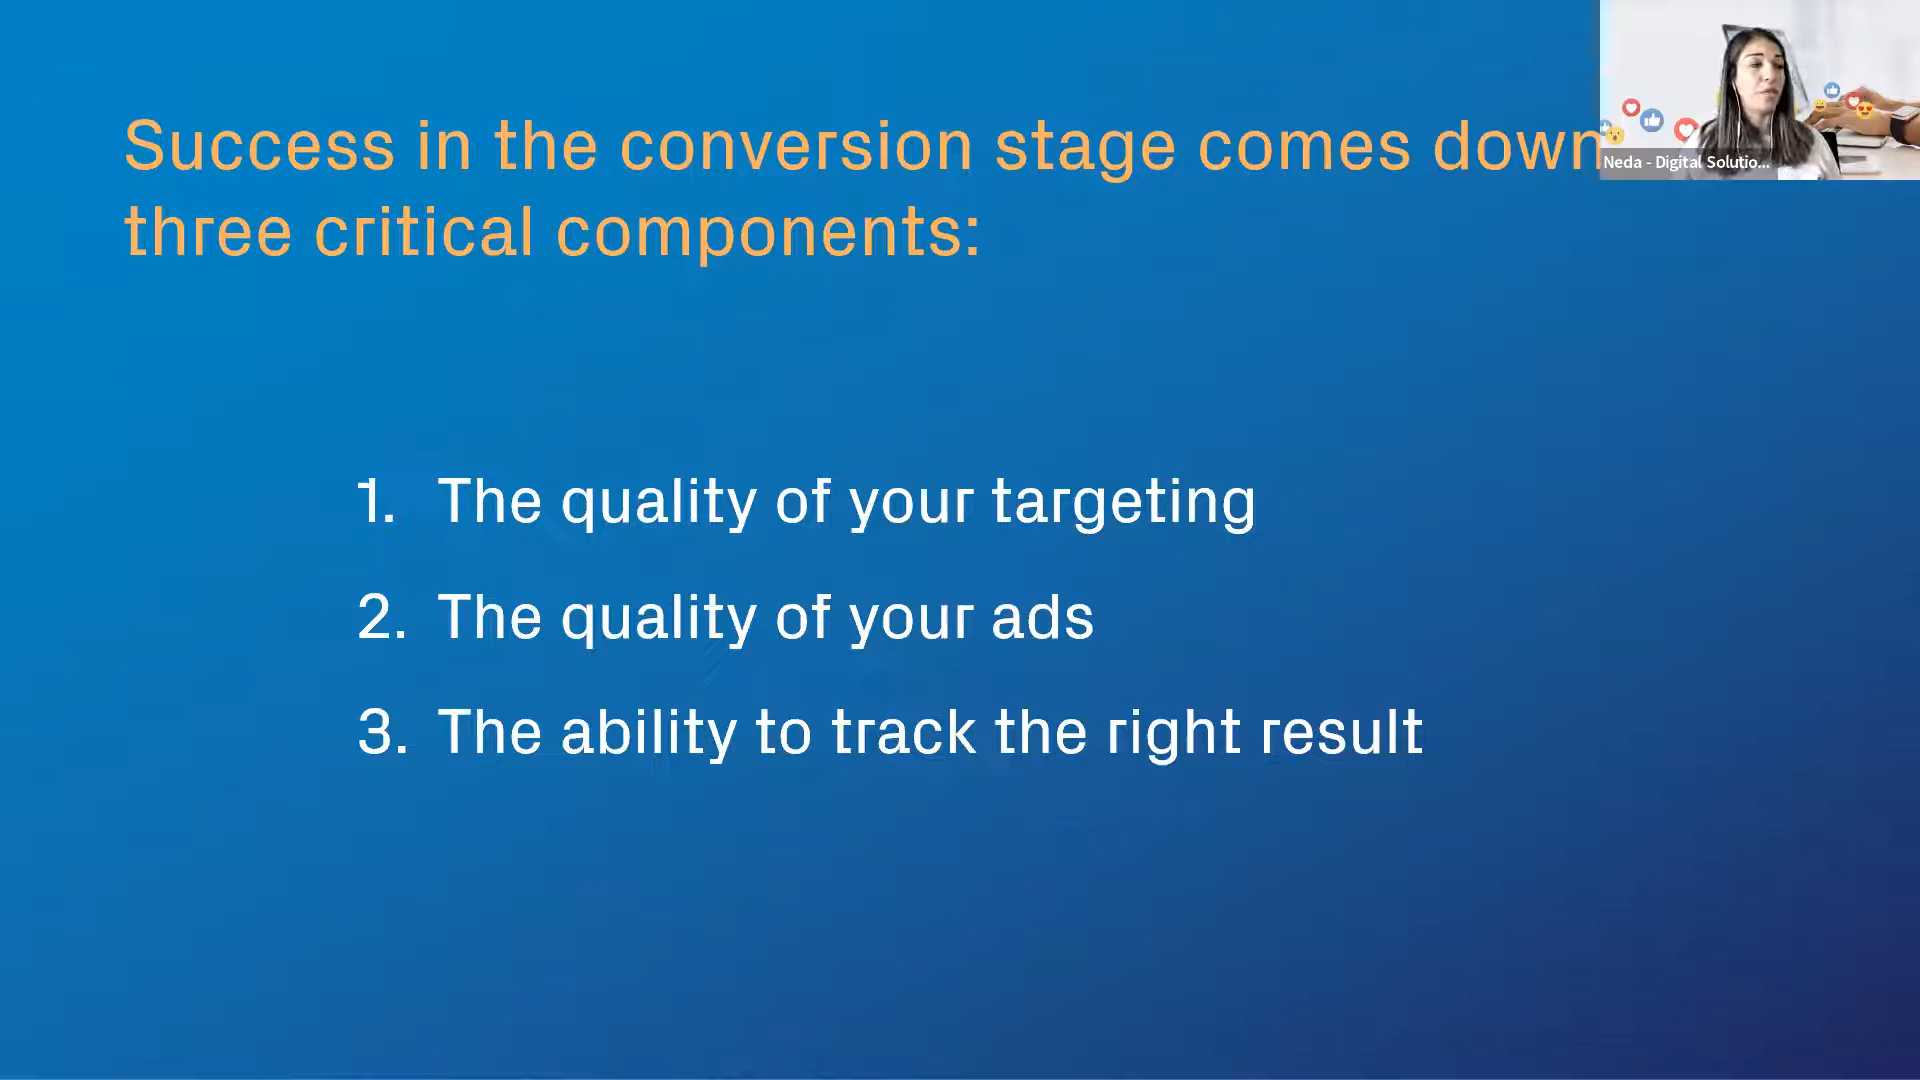 Success in the conversion stage comes down
three critical components:
1. The quality of your targeting
2. The quality of your ads
3. The ability to track the right result
Neda - Digital Solutio...